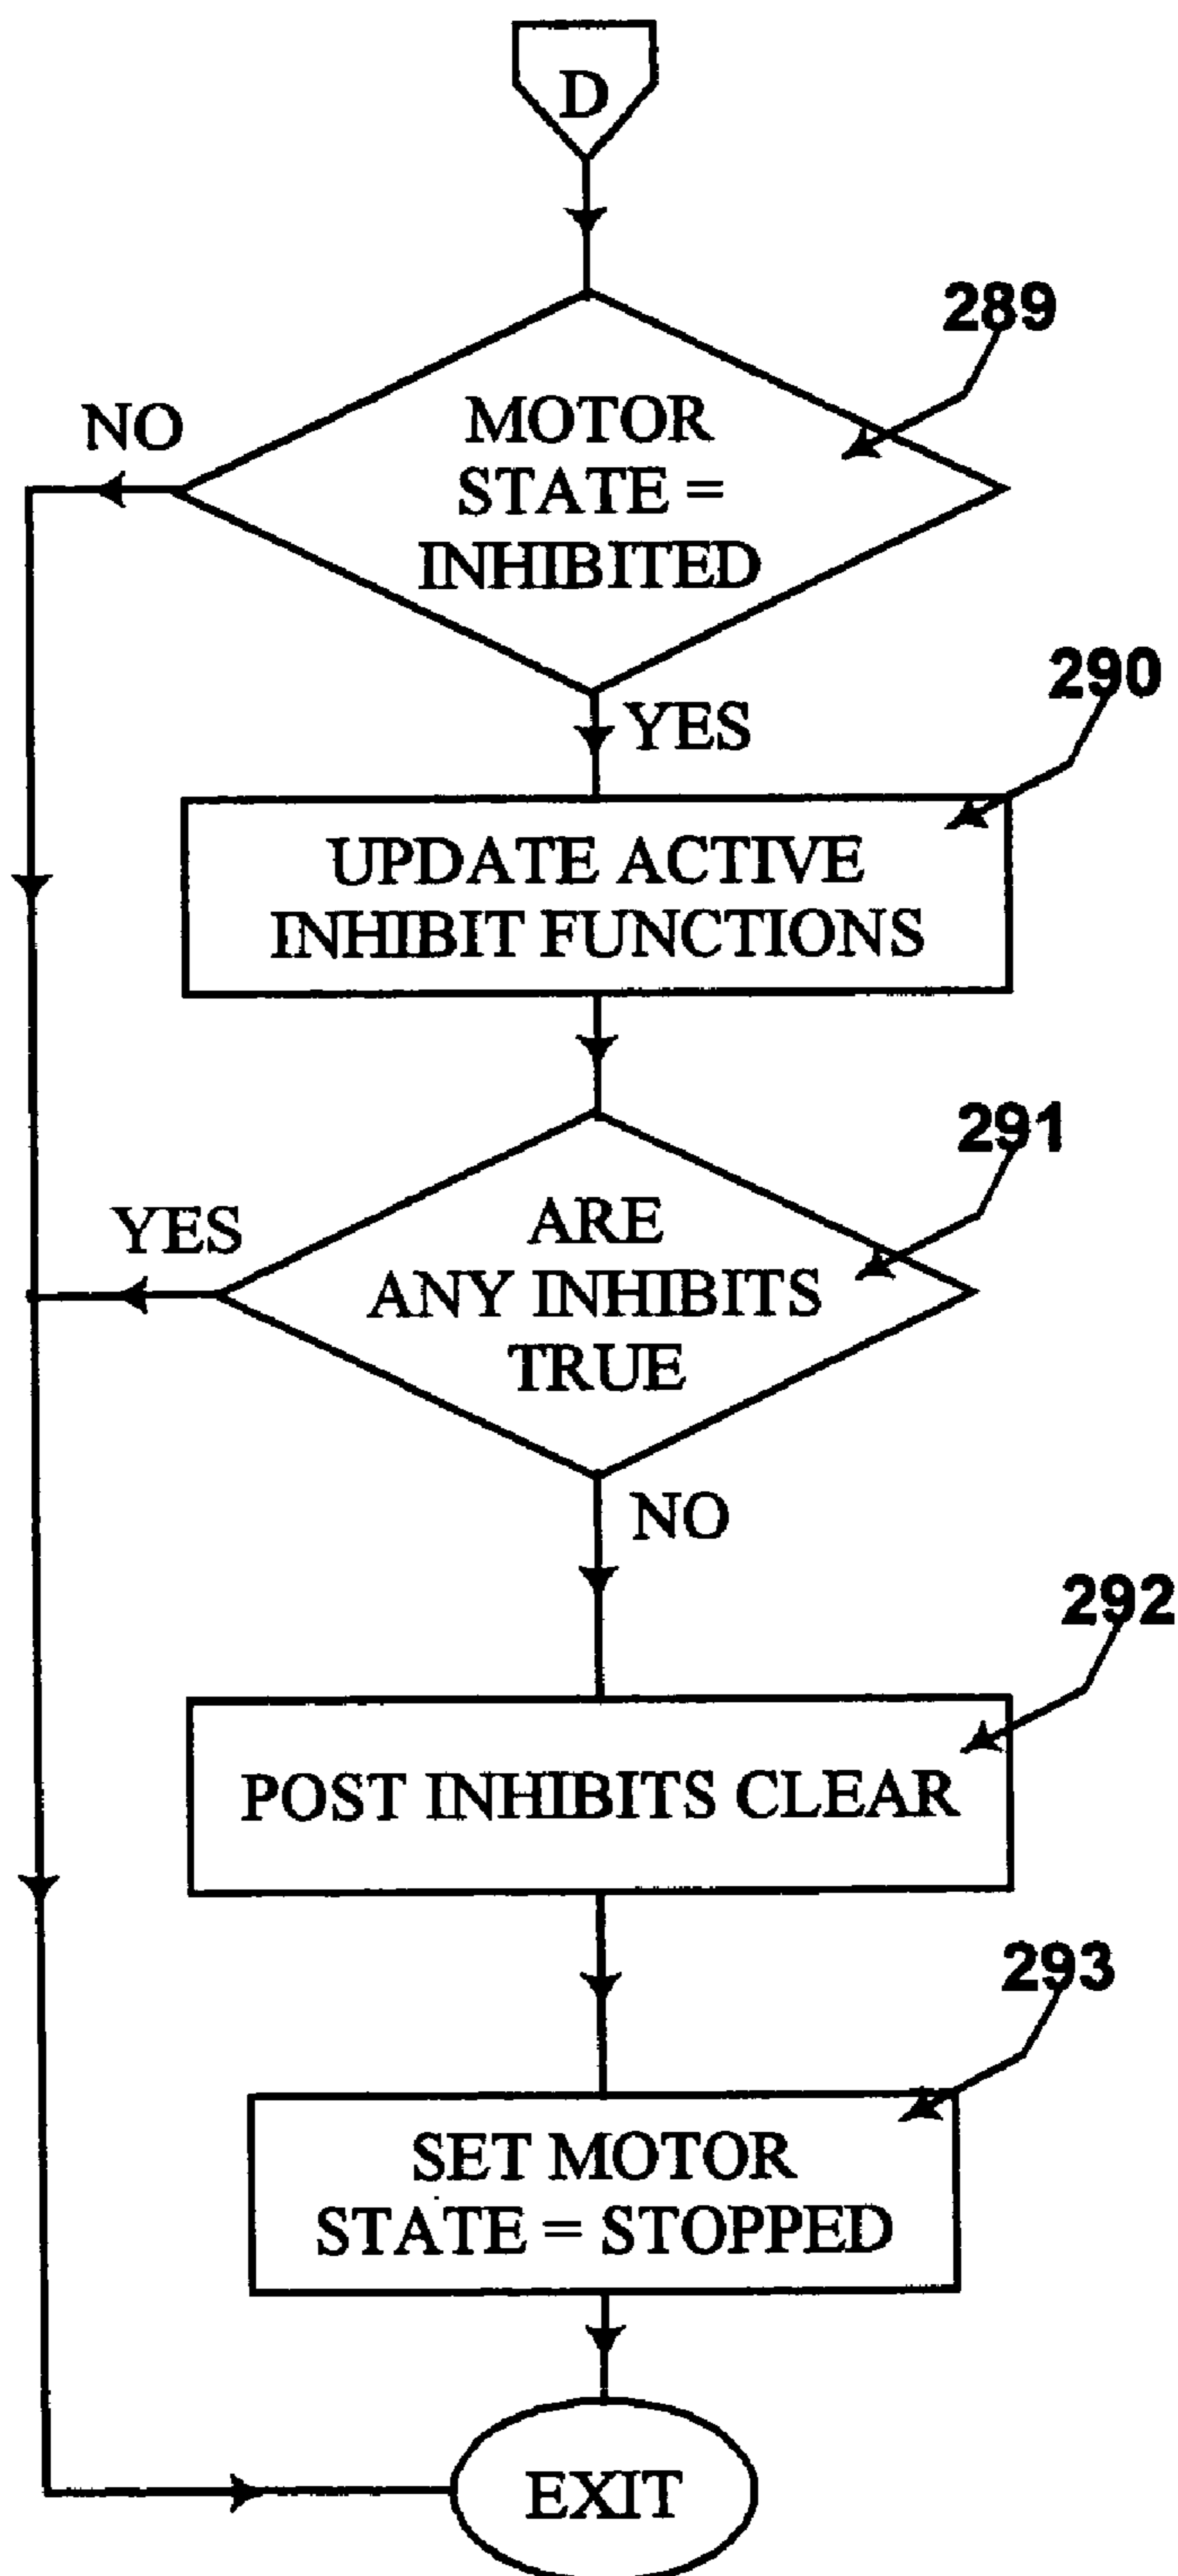 D
289
MOTOR
STATE =
INHIBITED
NO
YES
290
UPDATE ACTIVE
INHIBIT FUNCTIONS
291
ARE
ANY INHIBITS
TRUE
YES
NO
292
POST INHIBITS CLEAR
293
SET MOTOR
STATE = STOPPED
EXIT